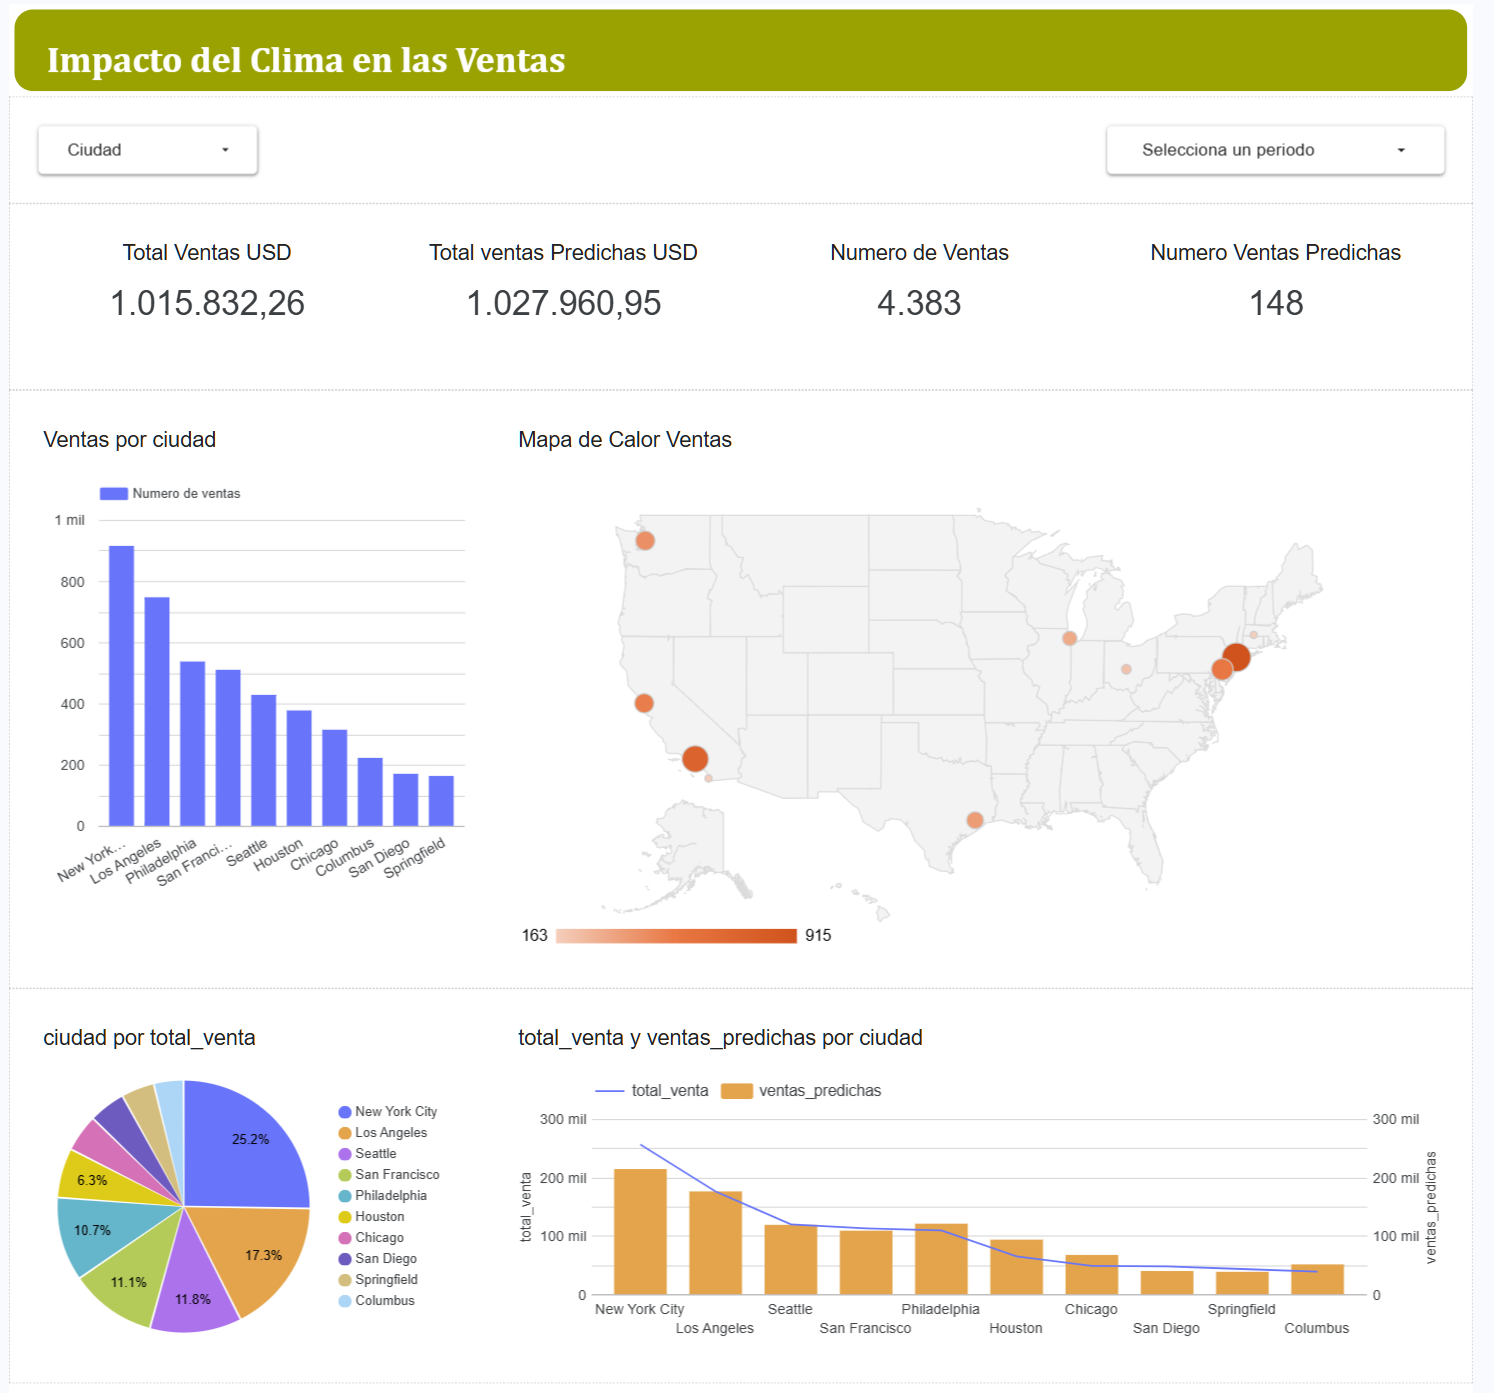 Impacto del Clima en las Ventas
Ciudad
Selecciona un periodo
Total Ventas USD
1.015.832,26
Total ventas Predichas USD
1.027.960,95
Numero de Ventas
4.383
Numero Ventas Predichas
148
Ventas por ciudad
Numero de ventas
1 mil
800
600
400
200
0
New York...
Los Angeles
Philadelphia
San Franci...
Seattle
Houston
Chicago
Columbus
San Diego
Springfield
Mapa de Calor Ventas
163
915
ciudad por total_venta
25.2%
17.3%
11.8%
11.1%
10.7%
6.3%
New York City
Los Angeles
Seattle
San Francisco
Philadelphia
Houston
Chicago
San Diego
Springfield
Columbus
total_venta y ventas_predichas por ciudad
total_venta
ventas_predichas
300 mil
200 mil
100 mil
0
total_venta
300 mil
200 mil
100 mil
0
ventas_predichas
New York City
Los Angeles
Seattle
San Francisco
Philadelphia
Houston
Chicago
San Diego
Springfield
Columbus